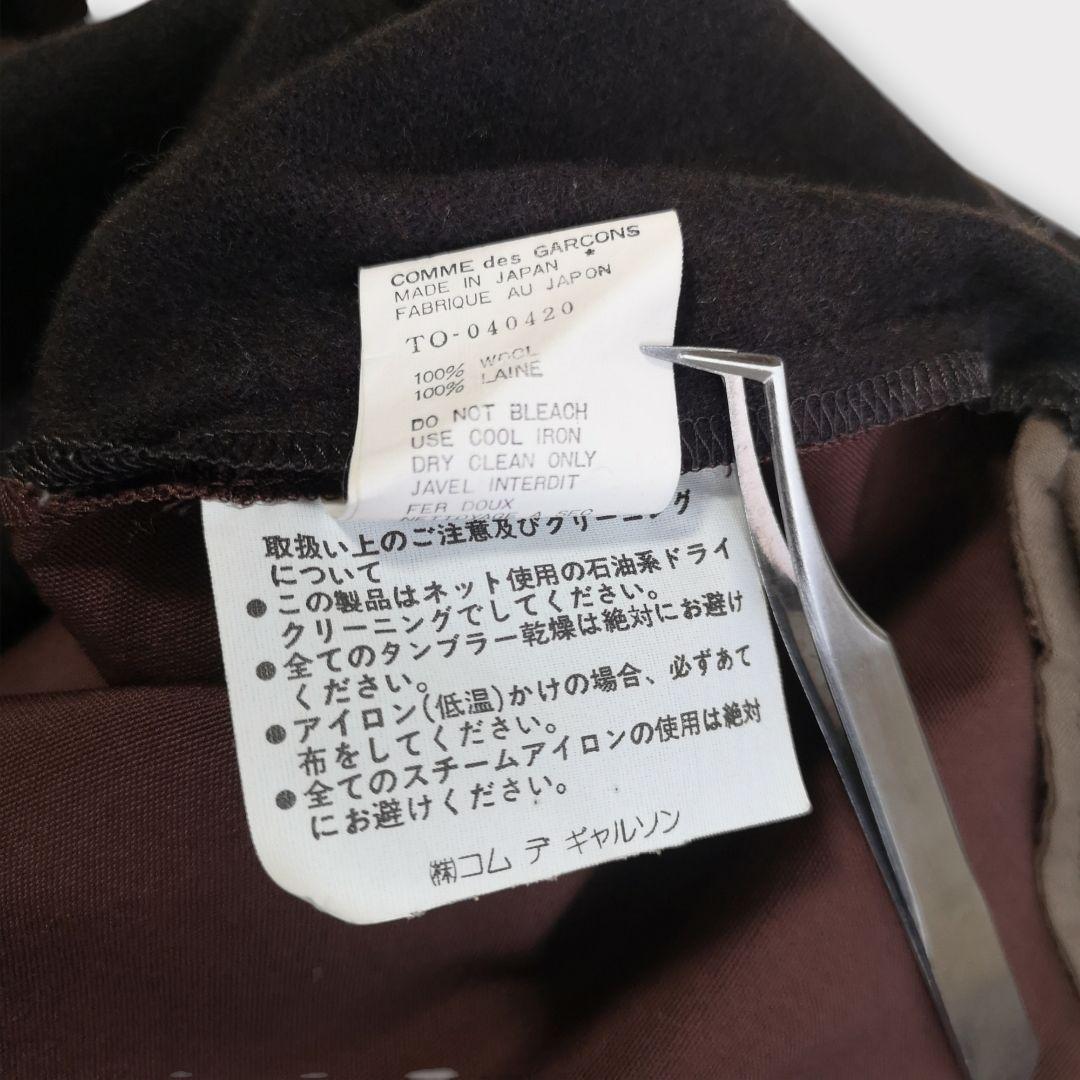 COMME des GARCONS
MADE IN JAPAN *
FABRIQUE AU JAPON
TO-040420
100% WOOL
100% LAINE
DO NOT BLEACH
USE COOL IRON
DRY CLEAN ONLY
JAVEL INTERDIT
FER DOUX
NETTOYAGE A SEC
取扱い上のご注意及びクリーニング
について
●この製品はネット使用の石油系ドライ
クリーニングでしてください。
●全てのタンブラー乾燥は絶対にお避け
ください。
●アイロン(低温)かけの場合、必ずあて
布をしてください。
●全てのスチームアイロンの使用は絶対
にお避けください。
㈱コム デ ギャルソン